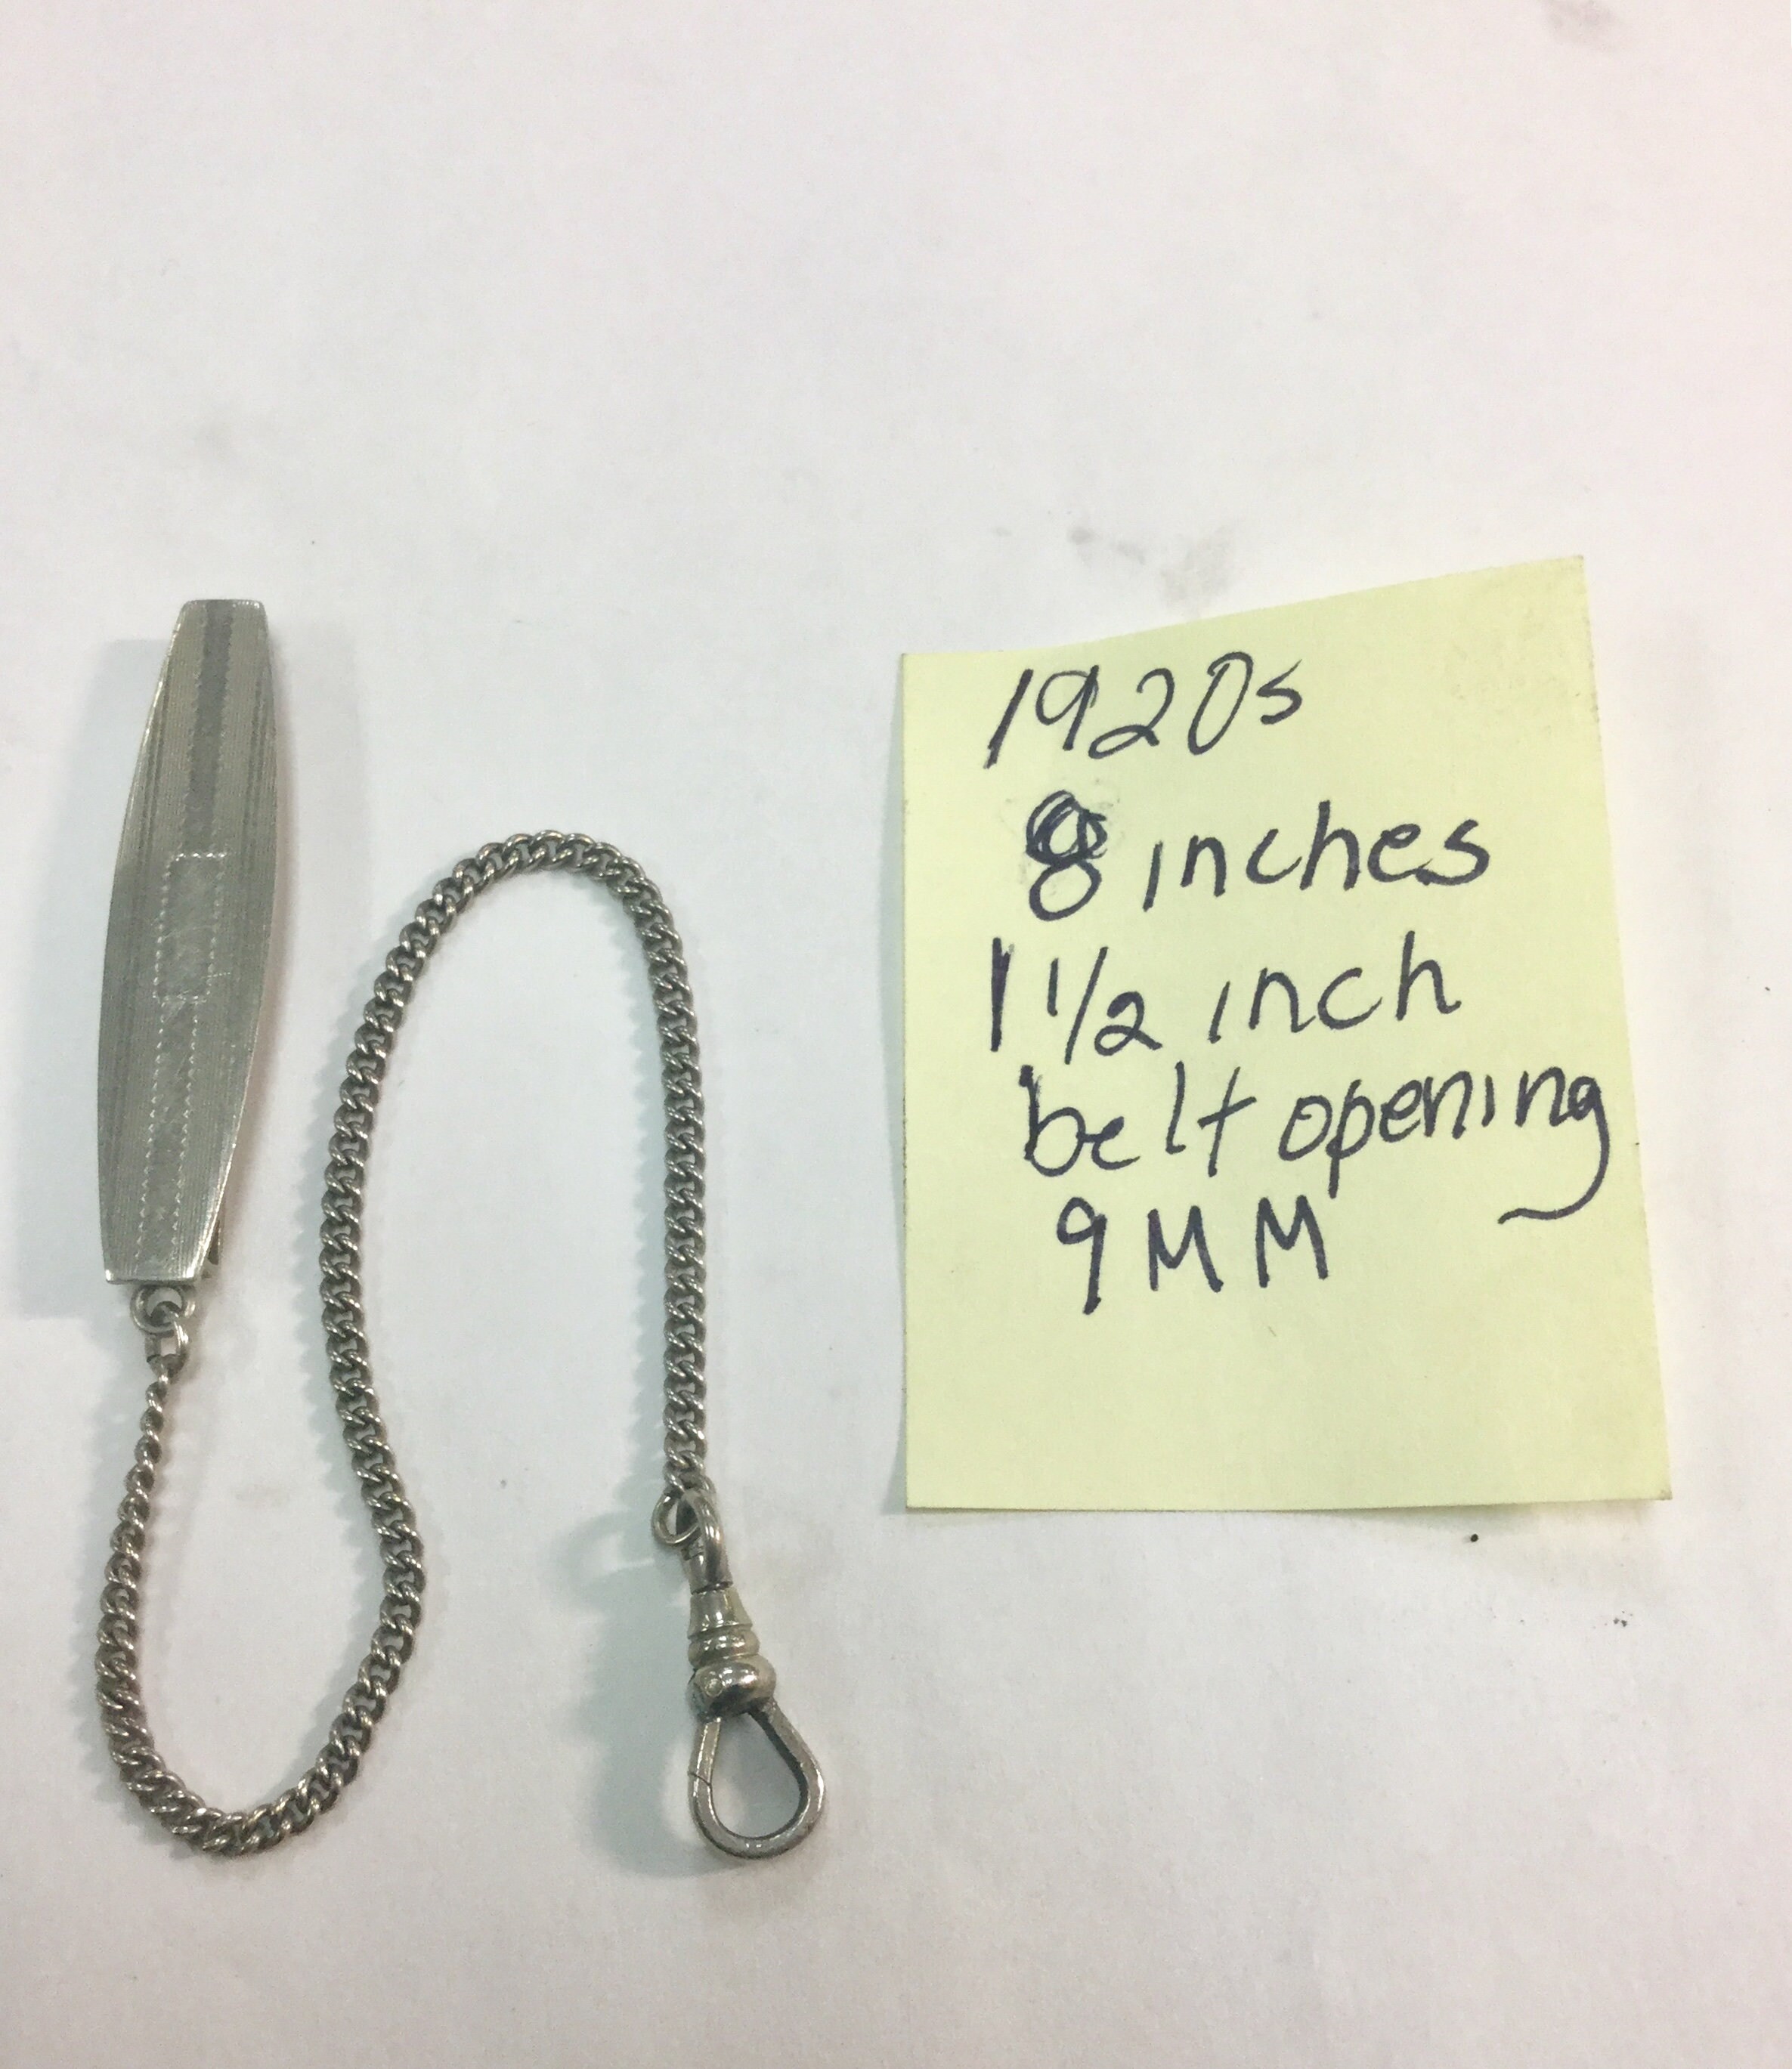 1920s
8 inches
1 1/2 inch
belt opening
9MM